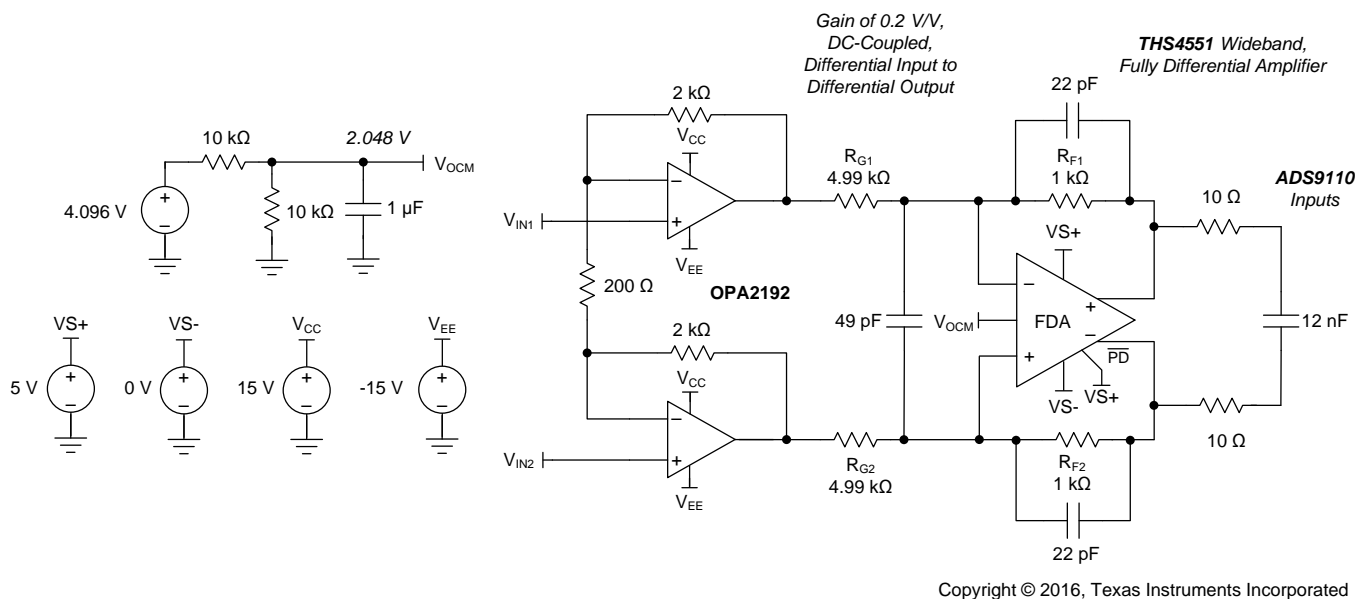 Gain of 0.2 V/V,
DC-Coupled,
Differential Input to
Differential Output
THS4551 Wideband,
Fully Differential Amplifier
22 pF
2 kΩ
VCC
10 kΩ
2.048 V
VOCM
4.096 V
10 kΩ
1 µF
RG1
4.99 kΩ
RF1
1 kΩ
10 Ω
ADS9110
Inputs
VIN1
VEE
VS+
200 Ω
OPA2192
49 pF
VOCM
FDA
PD
VS-
VS+
12 nF
2 kΩ
VCC
VS+
VS-
VCC
VEE
5 V
0 V
15 V
-15 V
VIN2
VEE
RG2
4.99 kΩ
RF2
1 kΩ
10 Ω
22 pF
Copyright © 2016, Texas Instruments Incorporated